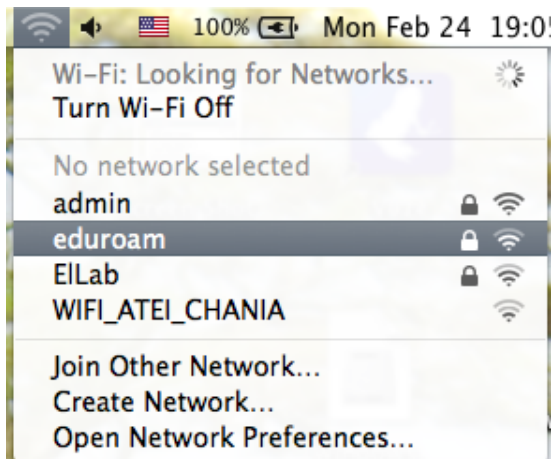 100% Mon Feb 24 19:05
Wi-Fi: Looking for Networks...
Turn Wi-Fi Off
No network selected
admin
eduroam
ElLab
WIFI_ATEI_CHANIA
Join Other Network...
Create Network...
Open Network Preferences...